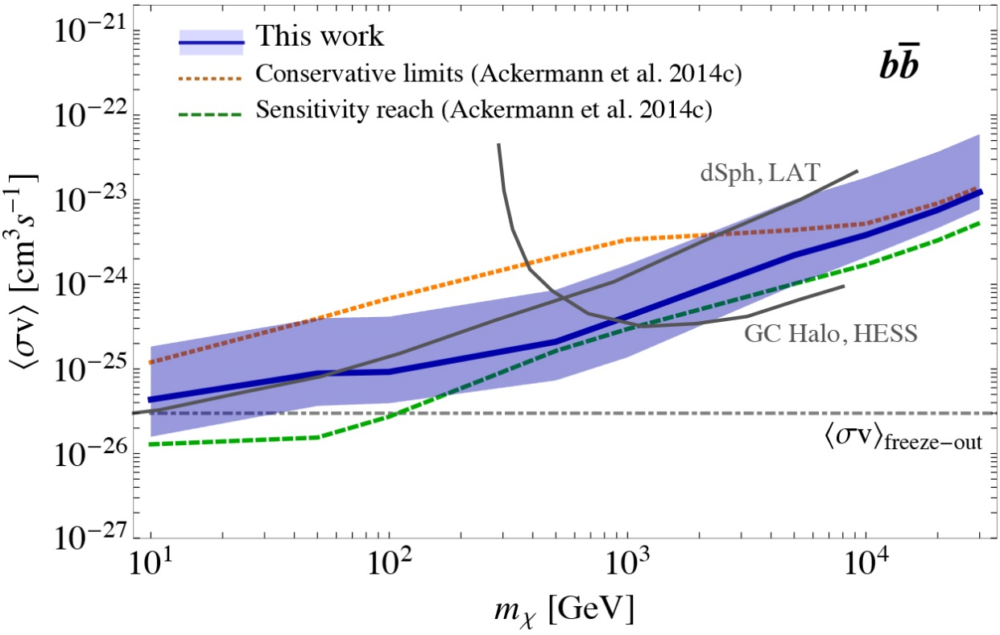 10⁻²¹
This work
Conservative limits (Ackermann et al. 2014c)
Sensitivity reach (Ackermann et al. 2014c)
bb̅
10⁻²²
10⁻²³
10⁻²⁴
10⁻²⁵
10⁻²⁶
10⁻²⁷
⟨σv⟩ [cm³s⁻¹]
dSph, LAT
GC Halo, HESS
⟨σv⟩freeze−out
10¹ 10² 10³ 10⁴
mχ [GeV]